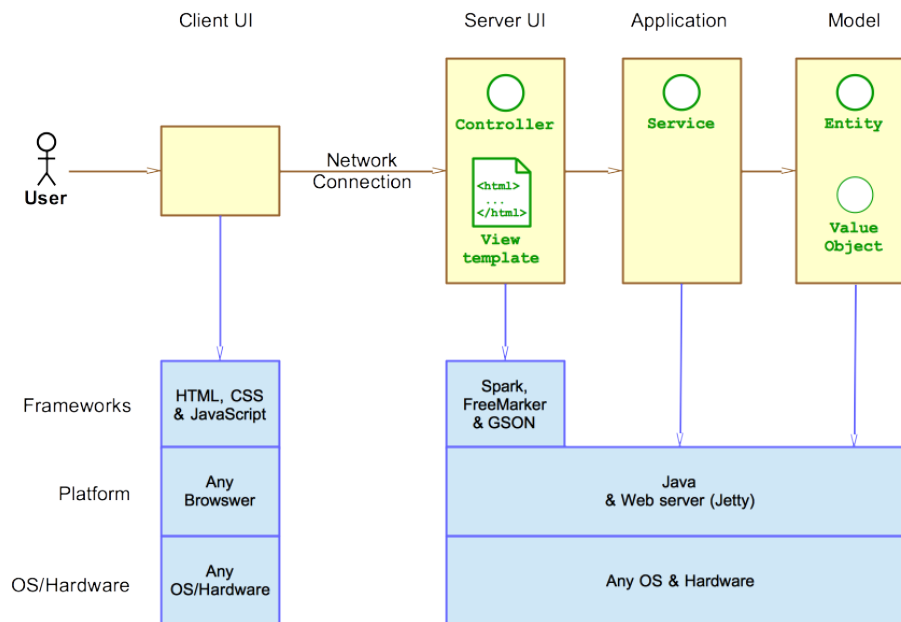 Client UI
Server UI
Application
Model
Controller
Service
Entity
User
Network
Connection
<html>
...
</html>
View
template
Value
Object
Frameworks
HTML, CSS
& JavaScript
Spark,
FreeMarker
& GSON
Platform
Any
Browswer
Java
& Web server (Jetty)
OS/Hardware
Any
OS/Hardware
Any OS & Hardware